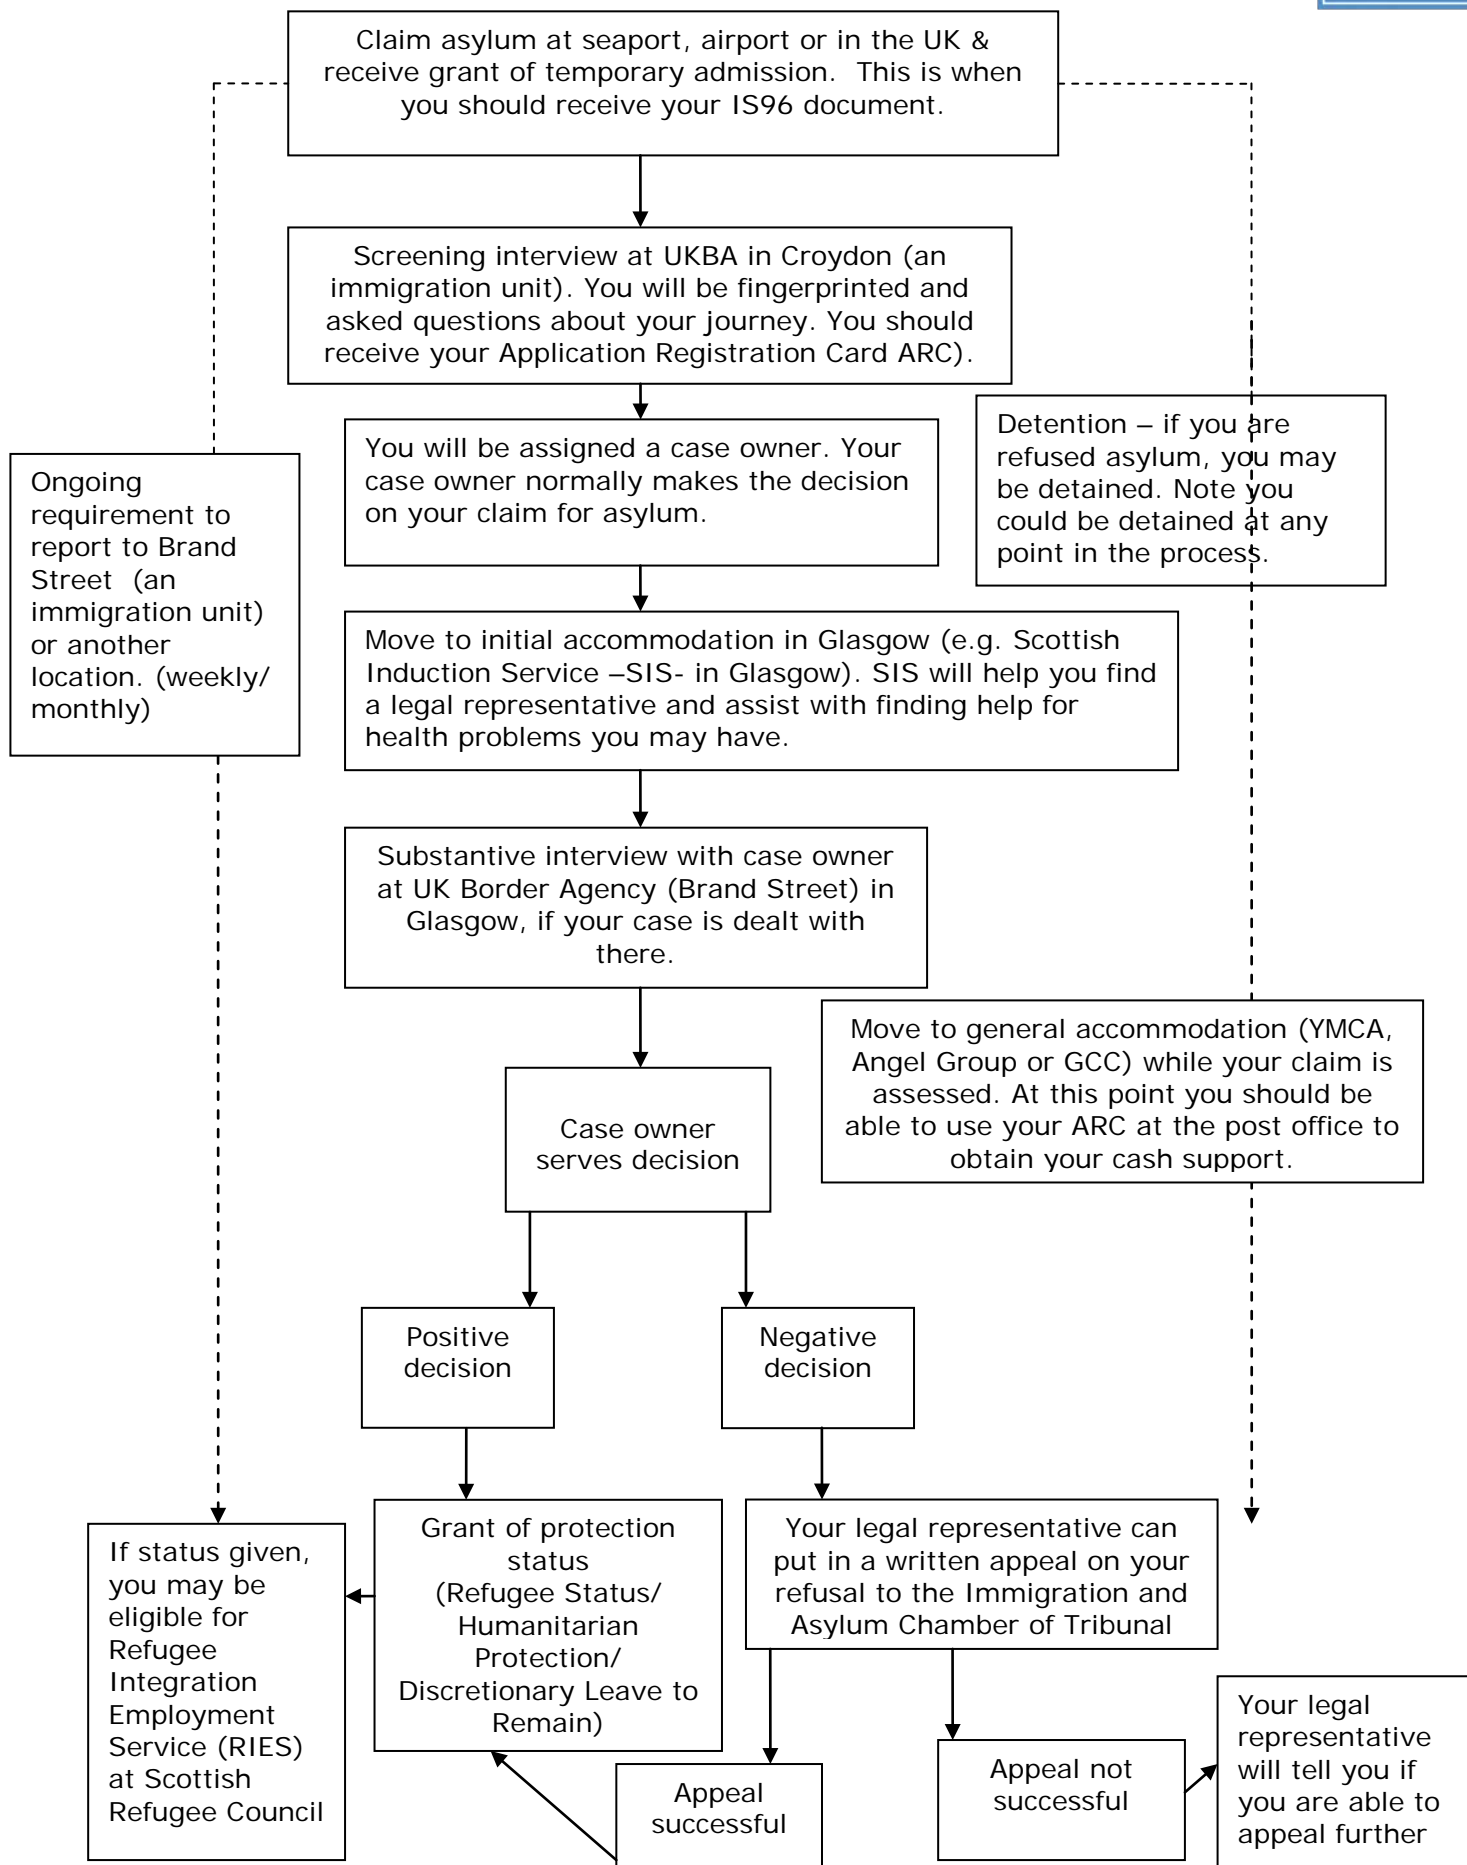 Claim asylum at seaport, airport or in the UK &
receive grant of temporary admission.  This is when
you should receive your IS96 document.
Screening interview at UKBA in Croydon (an
immigration unit). You will be fingerprinted and
asked questions about your journey. You should
receive your Application Registration Card ARC).
You will be assigned a case owner. Your
case owner normally makes the decision
on your claim for asylum.
Detention – if you are
refused asylum, you may
be detained. Note you
could be detained at any
point in the process.
Ongoing
requirement to
report to Brand
Street  (an
immigration unit)
or another
location. (weekly/
monthly)
Move to initial accommodation in Glasgow (e.g. Scottish
Induction Service –SIS- in Glasgow). SIS will help you find
a legal representative and assist with finding help for
health problems you may have.
Substantive interview with case owner
at UK Border Agency (Brand Street) in
Glasgow, if your case is dealt with
there.
Move to general accommodation (YMCA,
Angel Group or GCC) while your claim is
assessed. At this point you should be
able to use your ARC at the post office to
obtain your cash support.
Case owner
serves decision
Positive
decision
Negative
decision
If status given,
you may be
eligible for
Refugee
Integration
Employment
Service (RIES)
at Scottish
Refugee Council
Grant of protection
status
(Refugee Status/
Humanitarian
Protection/
Discretionary Leave to
Remain)
Your legal representative can
put in a written appeal on your
refusal to the Immigration and
Asylum Chamber of Tribunal
Appeal
successful
Appeal not
successful
Your legal
representative
will tell you if
you are able to
appeal further